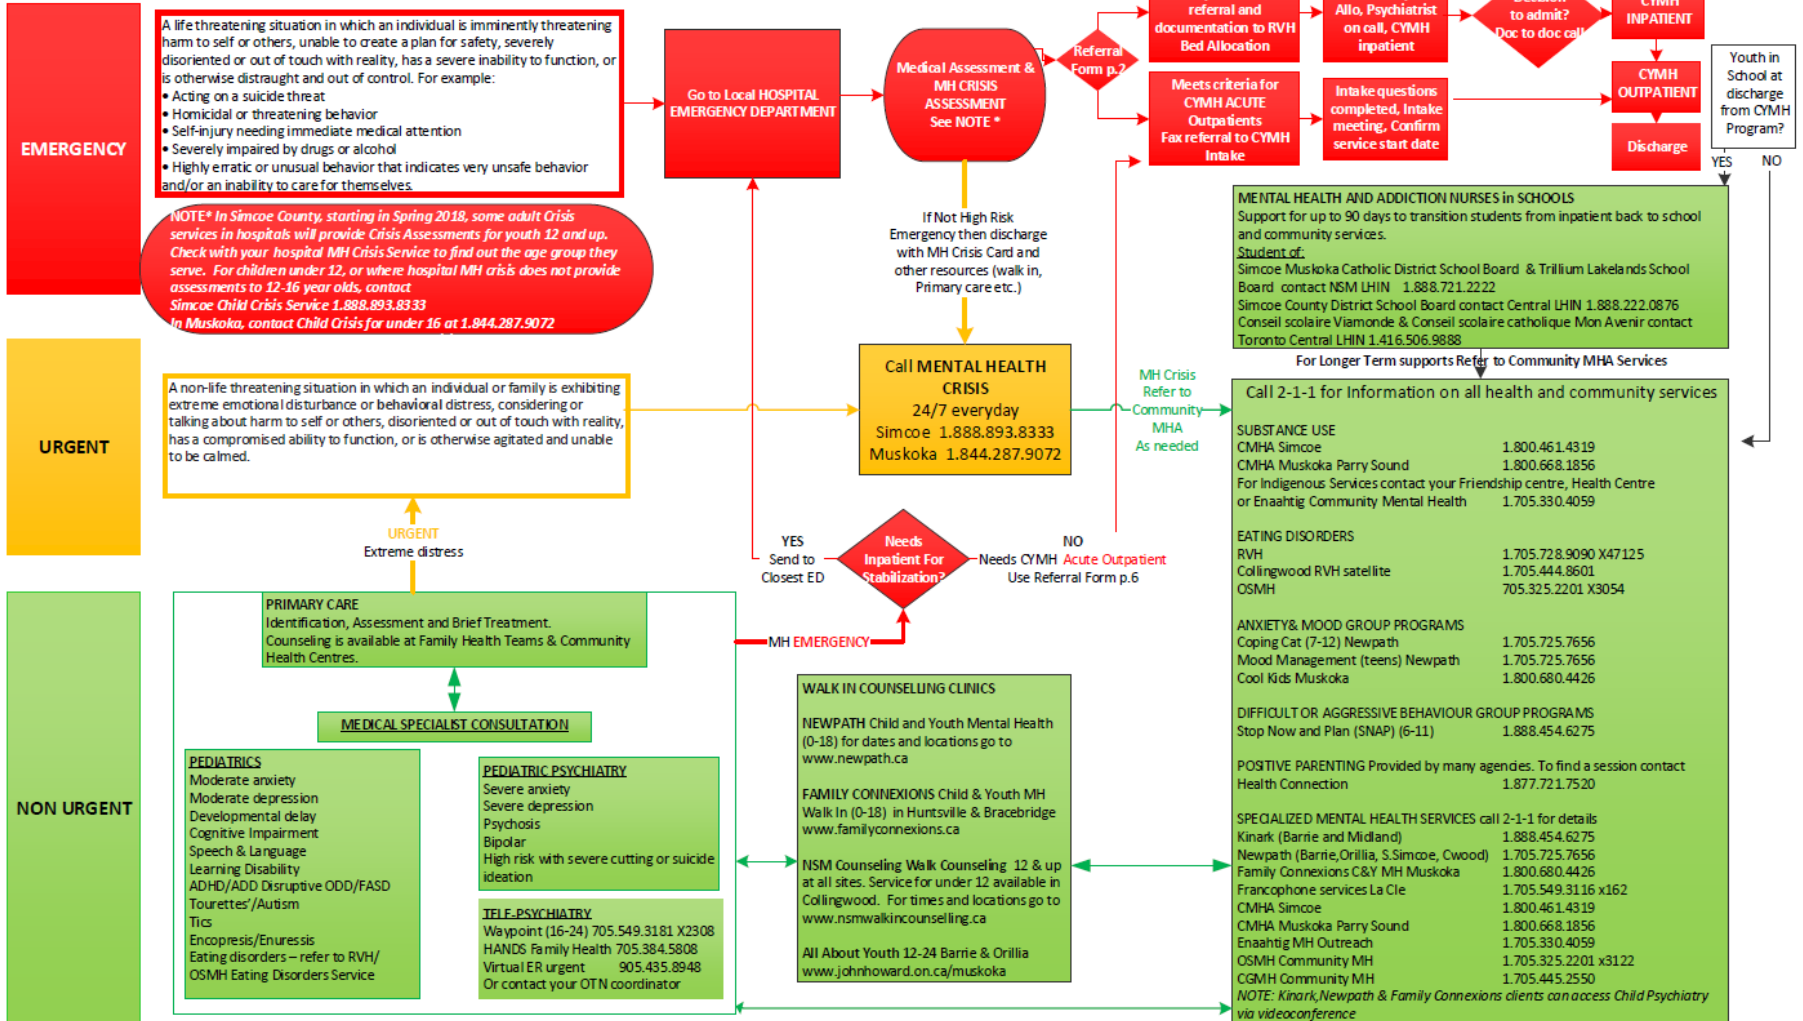 EMERGENCY
A life threatening situation in which an individual is imminently threatening
harm to self or others, unable to create a plan for safety, severely
disoriented or out of touch with reality, has a severe inability to function, or
is otherwise distraught and out of control. For example:
• Acting on a suicide threat
• Homicidal or threatening behavior
• Self-injury needing immediate medical attention
• Severely impaired by drugs or alcohol
• Highly erratic or unusual behavior that indicates very unsafe behavior
and/or an inability to care for themselves.
NOTE* In Simcoe County, starting in Spring 2018, some adult Crisis
services in hospitals will provide Crisis Assessments for youth 12 and up.
Check with your hospital MH Crisis Service to find out the age group they
serve. For children under 12, or where hospital MH crisis does not provide
assessments to 12-16 year olds, contact
Simcoe Child Crisis Service 1.888.893.8333
In Muskoka, contact Child Crisis for under 16 at 1.844.287.9072
Go to Local HOSPITAL
EMERGENCY DEPARTMENT
Medical Assessment &
MH CRISIS
ASSESSMENT
See NOTE *
Referral
Form p.2
referral and
documentation to RVH
Bed Allocation
Allo, Psychiatrist
on call, CYMH
inpatient
Decision
to admit?
Doc to doc call
CYMH
INPATIENT
Meets criteria for
CYMH ACUTE
Outpatients
Fax referral to CYMH
Intake
Intake questions
completed, Intake
meeting, Confirm
service start date
CYMH
OUTPATIENT
Discharge
Youth in
School at
discharge
from CYMH
Program?
YES
NO
If Not High Risk
Emergency then discharge
with MH Crisis Card and
other resources (walk in,
Primary care etc.)
MENTAL HEALTH AND ADDICTION NURSES in SCHOOLS
Support for up to 90 days to transition students from inpatient back to school
and community services.
Student of:
Simcoe Muskoka Catholic District School Board & Trillium Lakelands School
Board contact NSM LHIN 1.888.721.2222
Simcoe County District School Board contact Central LHIN 1.888.222.0876
Conseil scolaire Viamonde & Conseil scolaire catholique Mon Avenir contact
Toronto Central LHIN 1.416.506.9888
For Longer Term supports Refer to Community MHA Services
URGENT
A non-life threatening situation in which an individual or family is exhibiting
extreme emotional disturbance or behavioral distress, considering or
talking about harm to self or others, disoriented or out of touch with reality,
has a compromised ability to function, or is otherwise agitated and unable
to be calmed.
Call MENTAL HEALTH
CRISIS
24/7 everyday
Simcoe 1.888.893.8333
Muskoka 1.844.287.9072
MH Crisis
Refer to
Community
MHA
As needed
URGENT
Extreme distress
YES
Send to
Closest ED
Needs
Inpatient For
Stabilization?
NO
Needs CYMH Acute Outpatient
Use Referral Form p.6
MH EMERGENCY
NON URGENT
PRIMARY CARE
Identification, Assessment and Brief Treatment.
Counseling is available at Family Health Teams & Community
Health Centres.
MEDICAL SPECIALIST CONSULTATION
PEDIATRICS
Moderate anxiety
Moderate depression
Developmental delay
Cognitive Impairment
Speech & Language
Learning Disability
ADHD/ADD Disruptive ODD/FASD
Tourettes'/Autism
Tics
Encopresis/Enuressis
Eating disorders – refer to RVH/
OSMH Eating Disorders Service
PEDIATRIC PSYCHIATRY
Severe anxiety
Severe depression
Psychosis
Bipolar
High risk with severe cutting or suicide
ideation
TELE-PSYCHIATRY
Waypoint (16-24) 705.549.3181 X2308
HANDS Family Health 705.384.5808
Virtual ER urgent 905.435.8948
Or contact your OTN coordinator
WALK IN COUNSELLING CLINICS
NEWPATH Child and Youth Mental Health
(0-18) for dates and locations go to
www.newpath.ca
FAMILY CONNEXIONS Child & Youth MH
Walk In (0-18) in Huntsville & Bracebridge
www.familyconnexions.ca
NSM Counseling Walk Counseling 12 & up
at all sites. Service for under 12 available in
Collingwood. For times and locations go to
www.nsmwalkincounselling.ca
All About Youth 12-24 Barrie & Orillia
www.johnhoward.on.ca/muskoka
Call 2-1-1 for Information on all health and community services
SUBSTANCE USE
CMHA Simcoe 1.800.461.4319
CMHA Muskoka Parry Sound 1.800.668.1856
For Indigenous Services contact your Friendship centre, Health Centre
or Enaahtig Community Mental Health 1.705.330.4059
EATING DISORDERS
RVH 1.705.728.9090 X47125
Collingwood RVH satellite 1.705.444.8601
OSMH 705.325.2201 X3054
ANXIETY& MOOD GROUP PROGRAMS
Coping Cat (7-12) Newpath 1.705.725.7656
Mood Management (teens) Newpath 1.705.725.7656
Cool Kids Muskoka 1.800.680.4426
DIFFICULT OR AGGRESSIVE BEHAVIOUR GROUP PROGRAMS
Stop Now and Plan (SNAP) (6-11) 1.888.454.6275
POSITIVE PARENTING Provided by many agencies. To find a session contact
Health Connection 1.877.721.7520
SPECIALIZED MENTAL HEALTH SERVICES call 2-1-1 for details
Kinark (Barrie and Midland) 1.888.454.6275
Newpath (Barrie,Orillia, S.Simcoe, Cwood) 1.705.725.7656
Family Connexions C&Y MH Muskoka 1.800.680.4426
Francophone services La Cle 1.705.549.3116 x162
CMHA Simcoe 1.800.461.4319
CMHA Muskoka Parry Sound 1.800.668.1856
Enaahtig MH Outreach 1.705.330.4059
OSMH Community MH 1.705.325.2201 x3122
CGMH Community MH 1.705.445.2550
NOTE: Kinark,Newpath & Family Connexions clients can access Child Psychiatry
via videoconference